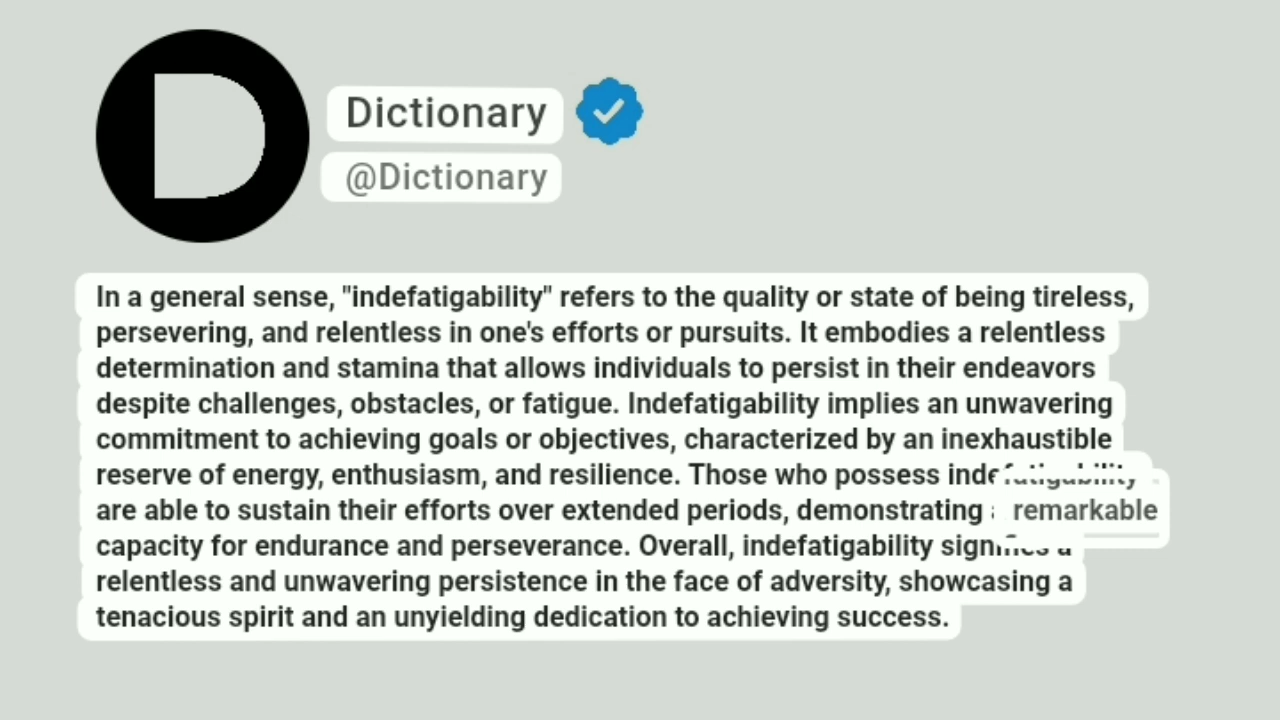 D
Dictionary
@Dictionary
In a general sense, "indefatigability" refers to the quality or state of being tireless,
persevering, and relentless in one's efforts or pursuits. It embodies a relentless
determination and stamina that allows individuals to persist in their endeavors
despite challenges, obstacles, or fatigue. Indefatigability implies an unwavering
commitment to achieving goals or objectives, characterized by an inexhaustible
reserve of energy, enthusiasm, and resilience. Those who possess indefatigability
are able to sustain their efforts over extended periods, demonstrating a remarkable
capacity for endurance and perseverance. Overall, indefatigability signifies a
relentless and unwavering persistence in the face of adversity, showcasing a
tenacious spirit and an unyielding dedication to achieving success.